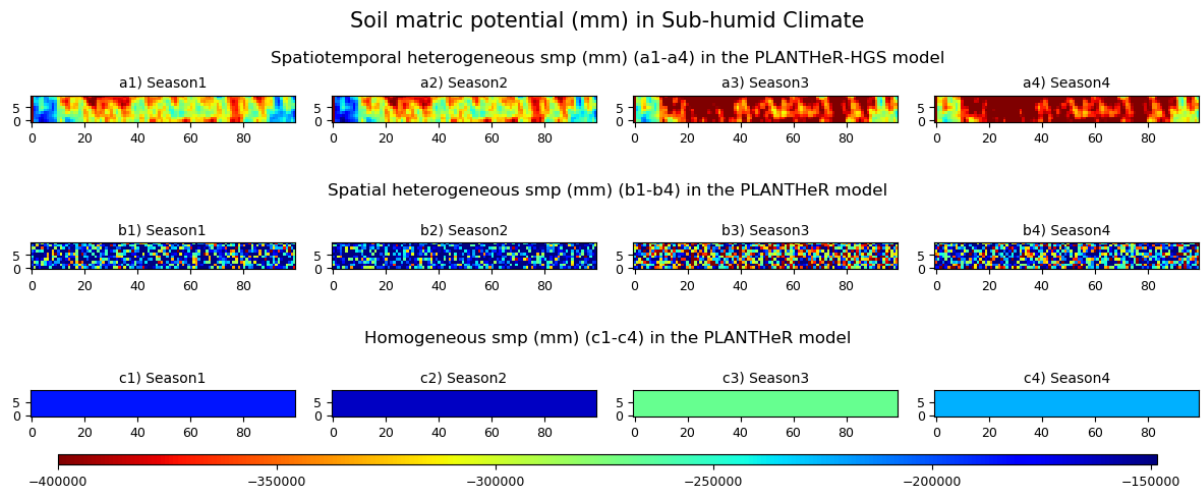 Soil matric potential (mm) in Sub-humid Climate
Spatiotemporal heterogeneous smp (mm) (a1-a4) in the PLANTHeR-HGS model
a1) Season1 a2) Season2 a3) Season3 a4) Season4
5 5 5 5
0 0 0 0
0 20 40 60 80 0 20 40 60 80 0 20 40 60 80 0 20 40 60 80
Spatial heterogeneous smp (mm) (b1-b4) in the PLANTHeR model
b1) Season1 b2) Season2 b3) Season3 b4) Season4
5 5 5 5
0 0 0 0
0 20 40 60 80 0 20 40 60 80 0 20 40 60 80 0 20 40 60 80
Homogeneous smp (mm) (c1-c4) in the PLANTHeR model
c1) Season1 c2) Season2 c3) Season3 c4) Season4
5 5 5 5
0 0 0 0
0 20 40 60 80 0 20 40 60 80 0 20 40 60 80 0 20 40 60 80
−400000 −350000 −300000 −250000 −200000 −150000